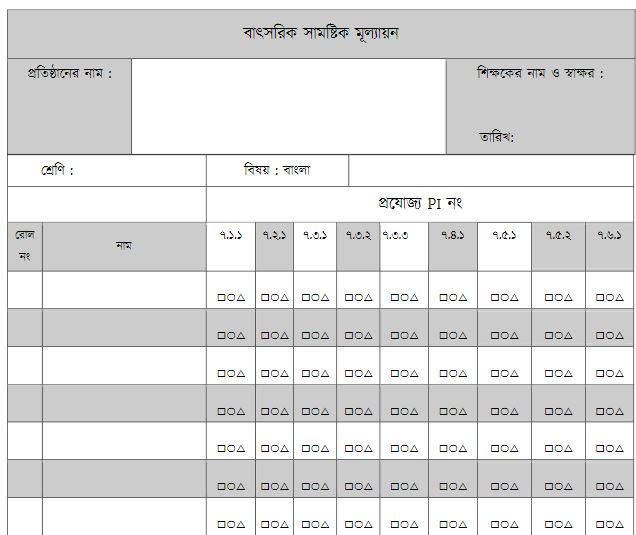 বাৎসরিক সামষ্টিক মূল্যায়ন
প্রতিষ্ঠানের নাম : শিক্ষকের নাম ও স্বাক্ষর :
তারিখ:
শ্রেণি : বিষয় : বাংলা
প্রযোজ্য PI নং
রোল নং নাম ৭.১.১ ৭.২.১ ৭.৩.১ ৭.৩.২ ৭.৩.৩ ৭.৪.১ ৭.৫.১ ৭.৫.২ ৭.৬.১
□○△ □○△ □○△ □○△ □○△ □○△ □○△ □○△ □○△
□○△ □○△ □○△ □○△ □○△ □○△ □○△ □○△ □○△
□○△ □○△ □○△ □○△ □○△ □○△ □○△ □○△ □○△
□○△ □○△ □○△ □○△ □○△ □○△ □○△ □○△ □○△
□○△ □○△ □○△ □○△ □○△ □○△ □○△ □○△ □○△
□○△ □○△ □○△ □○△ □○△ □○△ □○△ □○△ □○△
□○△ □○△ □○△ □○△ □○△ □○△ □○△ □○△ □○△